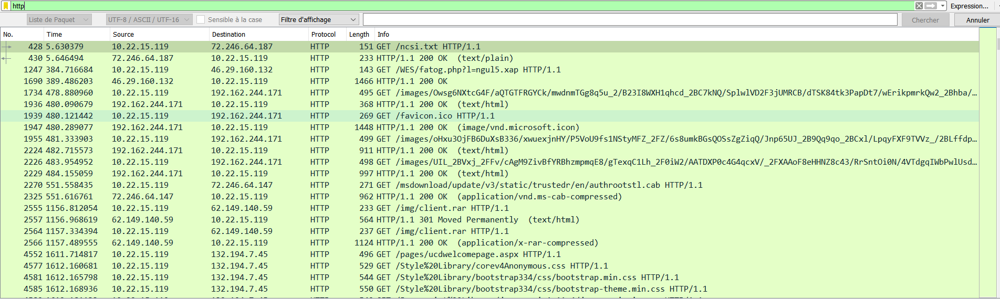 http Expression...
Liste de Paquet UTF-8 / ASCII / UTF-16 Sensible à la case Filtre d'affichage Chercher Annuler
No. Time Source Destination Protocol Length Info
428 5.630379 10.22.15.119 72.246.64.187 HTTP 151 GET /ncsi.txt HTTP/1.1
430 5.646494 72.246.64.187 10.22.15.119 HTTP 233 HTTP/1.1 200 OK (text/plain)
1247 384.716684 10.22.15.119 46.29.160.132 HTTP 143 GET /WES/fatog.php?l=ngul5.xap HTTP/1.1
1690 389.486203 46.29.160.132 10.22.15.119 HTTP 1466 HTTP/1.1 200 OK
1734 478.880960 10.22.15.119 192.162.244.171 HTTP 495 GET /images/Owsg6NXtcG4F/aQTGTFRGYCk/mwdnmTGg8q5u_2/B23I8WXH1qhcd_2BC7kNQ/SplwlVD2F3jUMRCB/dTSK84tk3PapDt7/wErikpmrkQw2_2Bhba/...
1936 480.090679 192.162.244.171 10.22.15.119 HTTP 368 HTTP/1.1 200 OK (text/html)
1939 480.121442 10.22.15.119 192.162.244.171 HTTP 269 GET /favicon.ico HTTP/1.1
1947 480.289077 192.162.244.171 10.22.15.119 HTTP 1448 HTTP/1.1 200 OK (image/vnd.microsoft.icon)
1955 481.333903 10.22.15.119 192.162.244.171 HTTP 499 GET /images/oHxu3OjFB6DuXsB336/xwuexjnHY/P5VoU9fs1NStyMFZ_2FZ/6s8umkBGsQOSsZgZiqQ/Jnp65UJ_2B9Qq9qo_2BCxl/LpqyFXF9TVVz_/2BLffdp...
2224 482.715573 192.162.244.171 10.22.15.119 HTTP 911 HTTP/1.1 200 OK (text/html)
2226 483.954952 10.22.15.119 192.162.244.171 HTTP 498 GET /images/UIL_2BVxj_2FFv/cAgM9ZivBfYRBhzmpmqE8/gTexqC1Lh_2F0iW2/AATDXP0c4G4qcxV/_2FXAAoF8eHHNZ8c43/RrSntOi0N/4VTdgqIWbPwlUsd...
2229 484.155059 192.162.244.171 10.22.15.119 HTTP 997 HTTP/1.1 200 OK (text/html)
2270 551.558435 10.22.15.119 72.246.64.147 HTTP 271 GET /msdownload/update/v3/static/trustedr/en/authrootstl.cab HTTP/1.1
2325 551.616761 72.246.64.147 10.22.15.119 HTTP 962 HTTP/1.1 200 OK (application/vnd.ms-cab-compressed)
2555 1156.812054 10.22.15.119 62.149.140.59 HTTP 233 GET /img/client.rar HTTP/1.1
2557 1156.968619 62.149.140.59 10.22.15.119 HTTP 564 HTTP/1.1 301 Moved Permanently (text/html)
2564 1157.334394 10.22.15.119 62.149.140.59 HTTP 237 GET /img/client.rar HTTP/1.1
2566 1157.489555 62.149.140.59 10.22.15.119 HTTP 1124 HTTP/1.1 200 OK (application/x-rar-compressed)
4552 1611.714817 10.22.15.119 132.194.7.45 HTTP 496 GET /pages/ucdwelcomepage.aspx HTTP/1.1
4577 1612.160681 10.22.15.119 132.194.7.45 HTTP 529 GET /Style%20Library/corev4Anonymous.css HTTP/1.1
4581 1612.165798 10.22.15.119 132.194.7.45 HTTP 544 GET /Style%20Library/bootstrap334/css/bootstrap.min.css HTTP/1.1
4585 1612.168936 10.22.15.119 132.194.7.45 HTTP 550 GET /Style%20Library/bootstrap334/css/bootstrap-theme.min.css HTTP/1.1